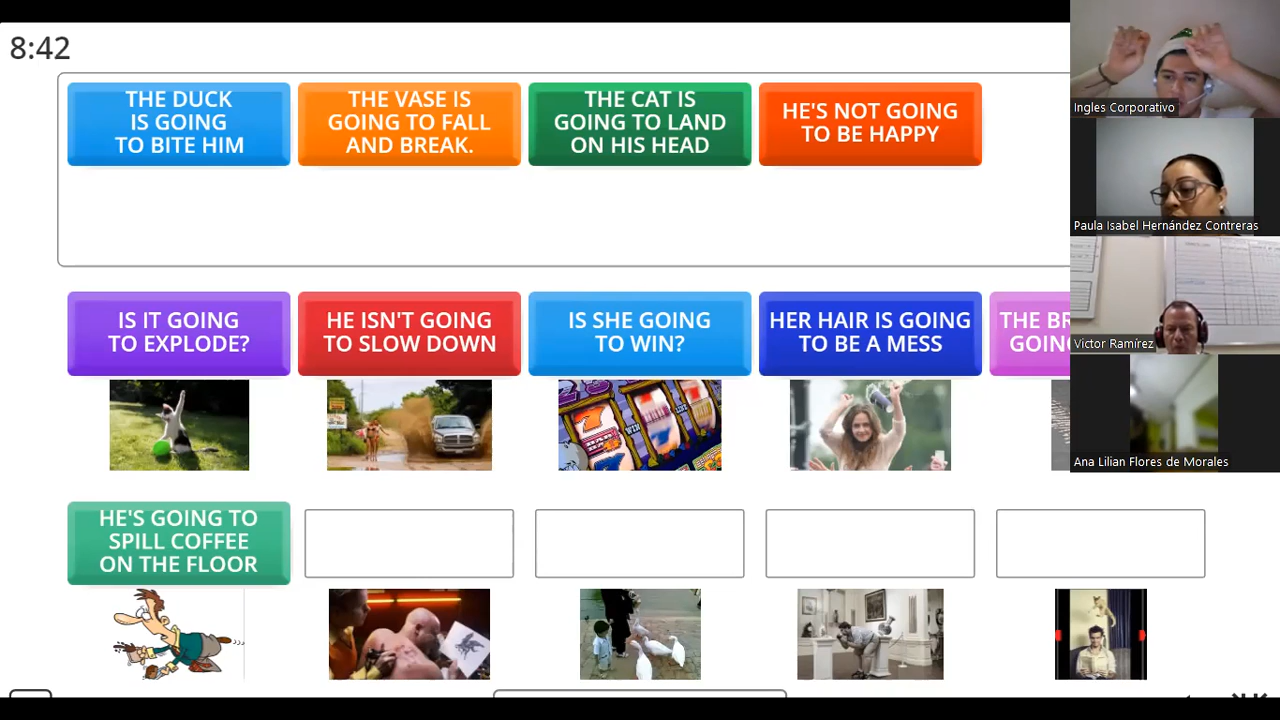 8:42
THE DUCK
IS GOING
TO BITE HIM
THE VASE IS
GOING TO FALL
AND BREAK.
THE CAT IS
GOING TO LAND
ON HIS HEAD
HE'S NOT GOING
TO BE HAPPY
Ingles Corporativo
Paula Isabel Hernández Contreras
IS IT GOING
TO EXPLODE?
HE ISN'T GOING
TO SLOW DOWN
IS SHE GOING
TO WIN?
HER HAIR IS GOING
TO BE A MESS
THE BR
GOING
Victor Ramírez
Ana Lilian Flores de Morales
HE'S GOING TO
SPILL COFFEE
ON THE FLOOR